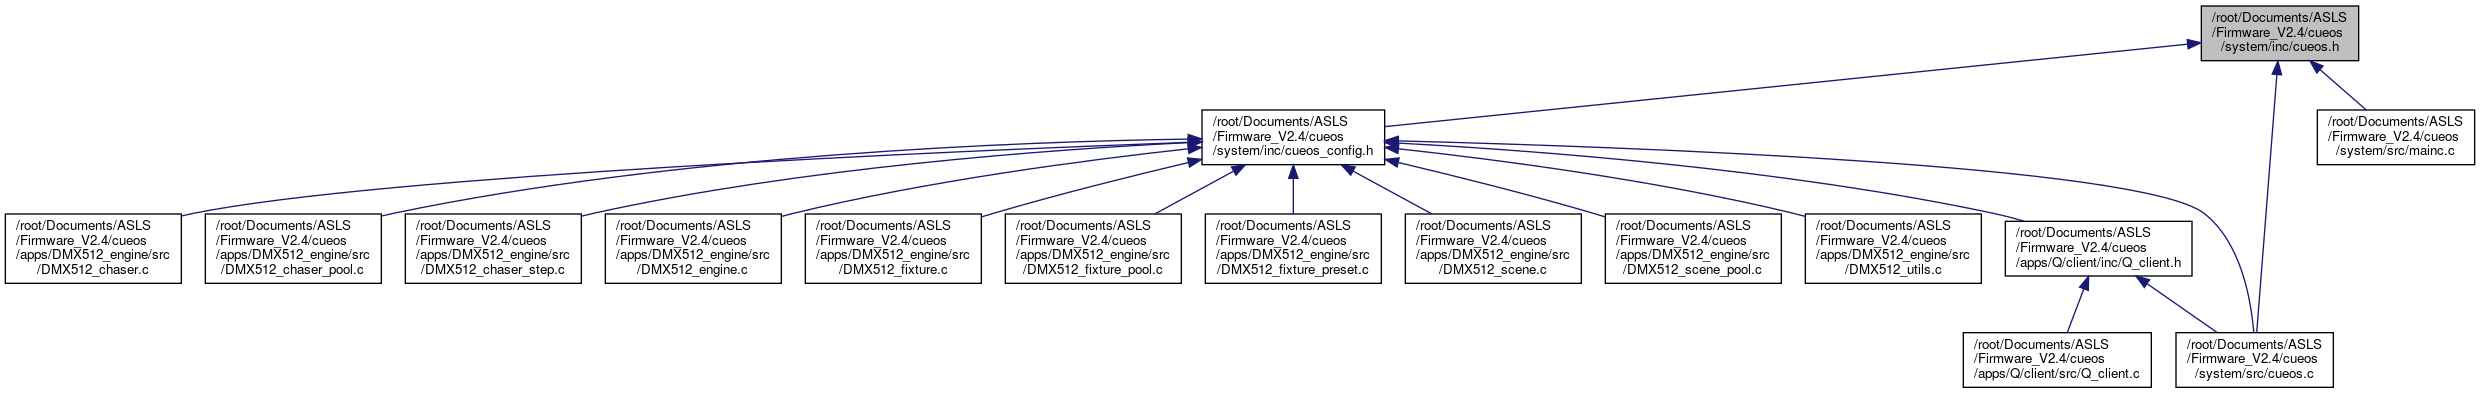 /root/Documents/ASLS
/Firmware_V2.4/cueos
/system/inc/cueos.h
/root/Documents/ASLS
/Firmware_V2.4/cueos
/system/inc/cueos_config.h
/root/Documents/ASLS
/Firmware_V2.4/cueos
/system/src/mainc.c
/root/Documents/ASLS
/Firmware_V2.4/cueos
/apps/DMX512_engine/src
/DMX512_chaser.c
/root/Documents/ASLS
/Firmware_V2.4/cueos
/apps/DMX512_engine/src
/DMX512_chaser_pool.c
/root/Documents/ASLS
/Firmware_V2.4/cueos
/apps/DMX512_engine/src
/DMX512_chaser_step.c
/root/Documents/ASLS
/Firmware_V2.4/cueos
/apps/DMX512_engine/src
/DMX512_engine.c
/root/Documents/ASLS
/Firmware_V2.4/cueos
/apps/DMX512_engine/src
/DMX512_fixture.c
/root/Documents/ASLS
/Firmware_V2.4/cueos
/apps/DMX512_engine/src
/DMX512_fixture_pool.c
/root/Documents/ASLS
/Firmware_V2.4/cueos
/apps/DMX512_engine/src
/DMX512_fixture_preset.c
/root/Documents/ASLS
/Firmware_V2.4/cueos
/apps/DMX512_engine/src
/DMX512_scene.c
/root/Documents/ASLS
/Firmware_V2.4/cueos
/apps/DMX512_engine/src
/DMX512_scene_pool.c
/root/Documents/ASLS
/Firmware_V2.4/cueos
/apps/DMX512_engine/src
/DMX512_utils.c
/root/Documents/ASLS
/Firmware_V2.4/cueos
/apps/Q/client/inc/Q_client.h
/root/Documents/ASLS
/Firmware_V2.4/cueos
/apps/Q/client/src/Q_client.c
/root/Documents/ASLS
/Firmware_V2.4/cueos
/system/src/cueos.c